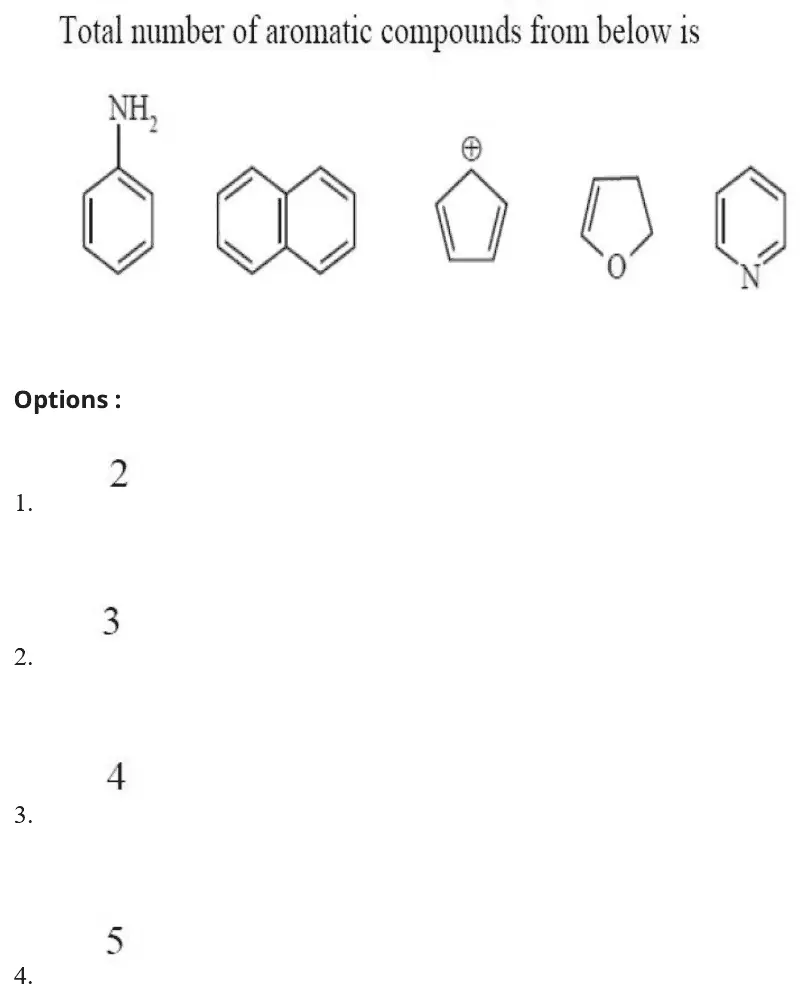 Total number of aromatic compounds from below is
NH₂
⊕
O
N
Options :
2
1.
3
2.
4
3.
5
4.